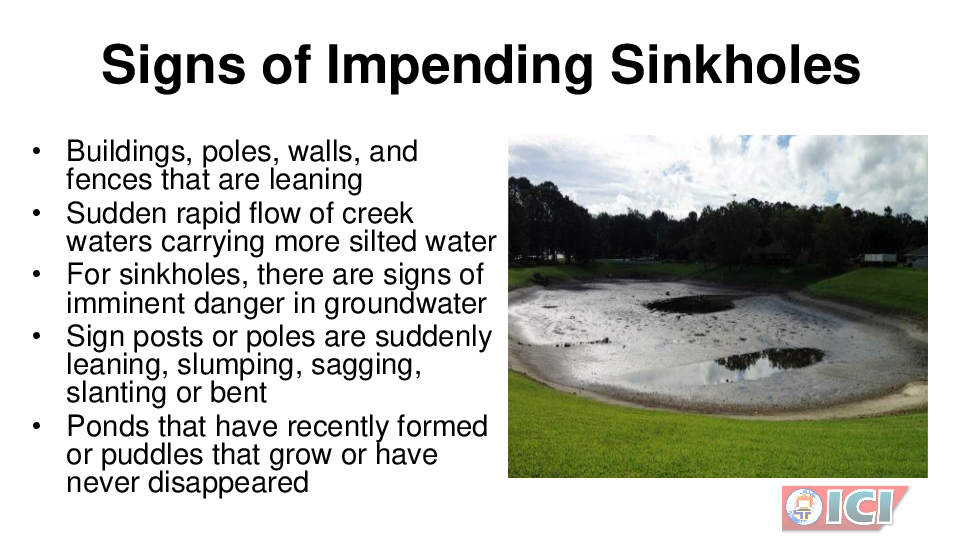 Signs of Impending Sinkholes
• Buildings, poles, walls, and
fences that are leaning
• Sudden rapid flow of creek
waters carrying more silted water
• For sinkholes, there are signs of
imminent danger in groundwater
• Sign posts or poles are suddenly
leaning, slumping, sagging,
slanting or bent
• Ponds that have recently formed
or puddles that grow or have
never disappeared
ICI